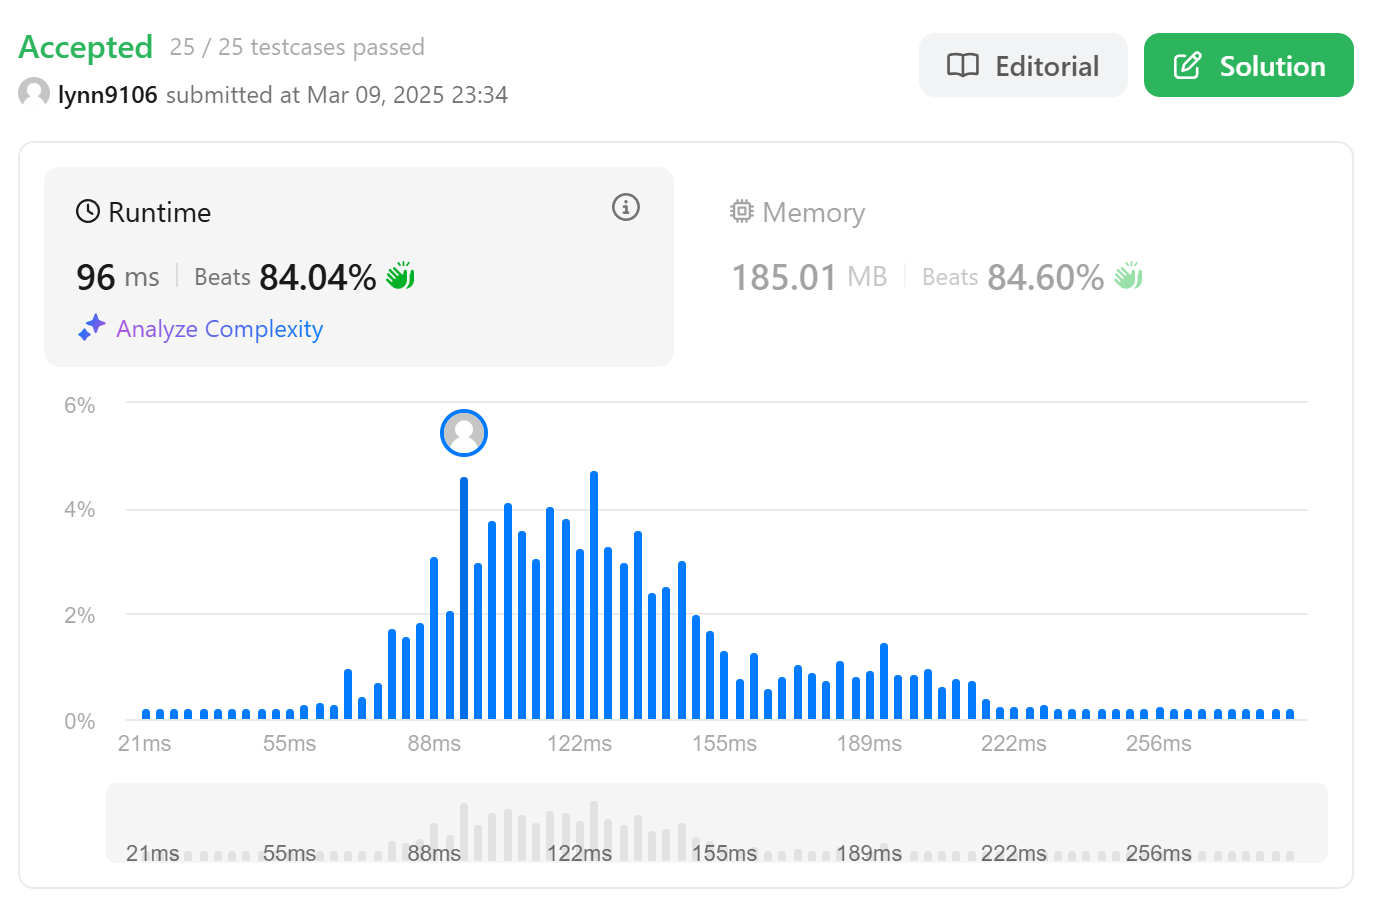 Accepted 25 / 25 testcases passed
lynn9106 submitted at Mar 09, 2025 23:34
Editorial
Solution
Runtime
96 ms Beats 84.04%
Analyze Complexity
Memory
185.01 MB Beats 84.60%
6%
4%
2%
0%
21ms 55ms 88ms 122ms 155ms 189ms 222ms 256ms
21ms 55ms 88ms 122ms 155ms 189ms 222ms 256ms